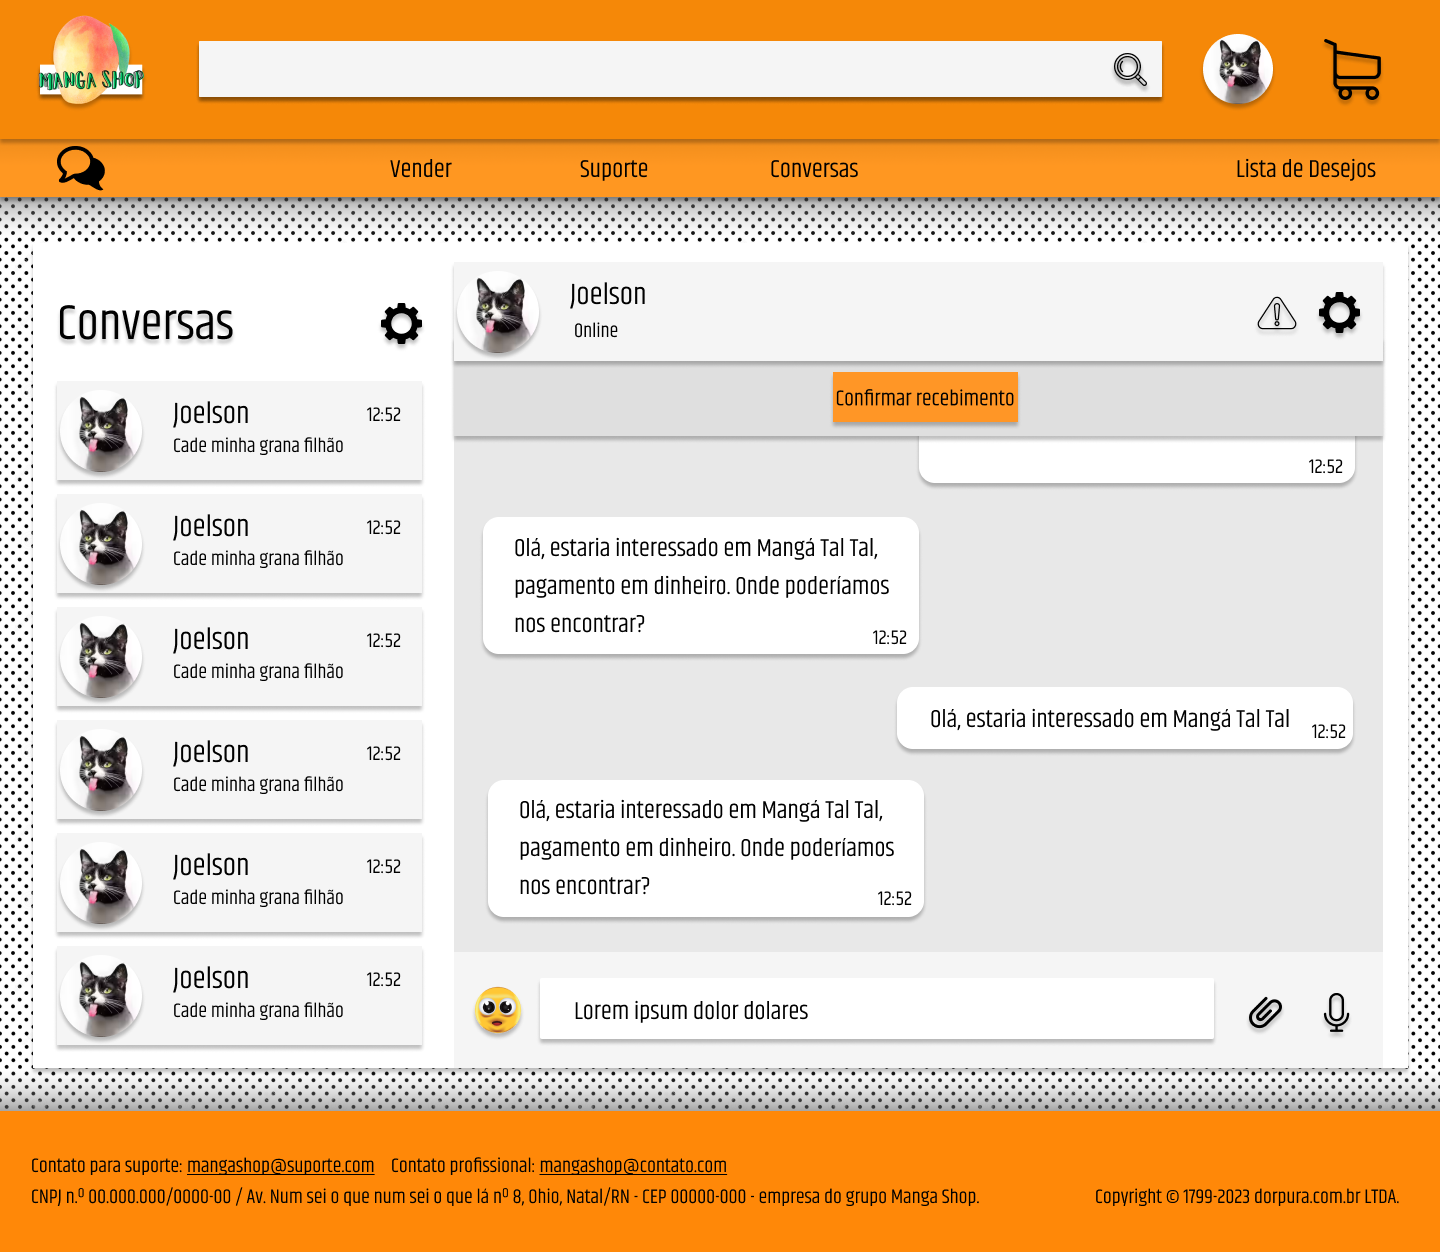 MANGA SHOP
Vender
Suporte
Conversas
Lista de Desejos
Conversas
Joelson
12:52
Cade minha grana filhão
Joelson
12:52
Cade minha grana filhão
Joelson
12:52
Cade minha grana filhão
Joelson
12:52
Cade minha grana filhão
Joelson
12:52
Cade minha grana filhão
Joelson
12:52
Cade minha grana filhão
Joelson
Online
Confirmar recebimento
12:52
Olá, estaria interessado em Mangá Tal Tal,
pagamento em dinheiro. Onde poderíamos
nos encontrar?
12:52
Olá, estaria interessado em Mangá Tal Tal
12:52
Olá, estaria interessado em Mangá Tal Tal,
pagamento em dinheiro. Onde poderíamos
nos encontrar?
12:52
Lorem ipsum dolor dolares
Contato para suporte: mangashop@suporte.com Contato profissional: mangashop@contato.com
CNPJ n.º 00.000.000/0000-00 / Av. Num sei o que num sei o que lá nº 8, Ohio, Natal/RN - CEP 00000-000 - empresa do grupo Manga Shop.
Copyright © 1799-2023 dorpura.com.br LTDA.